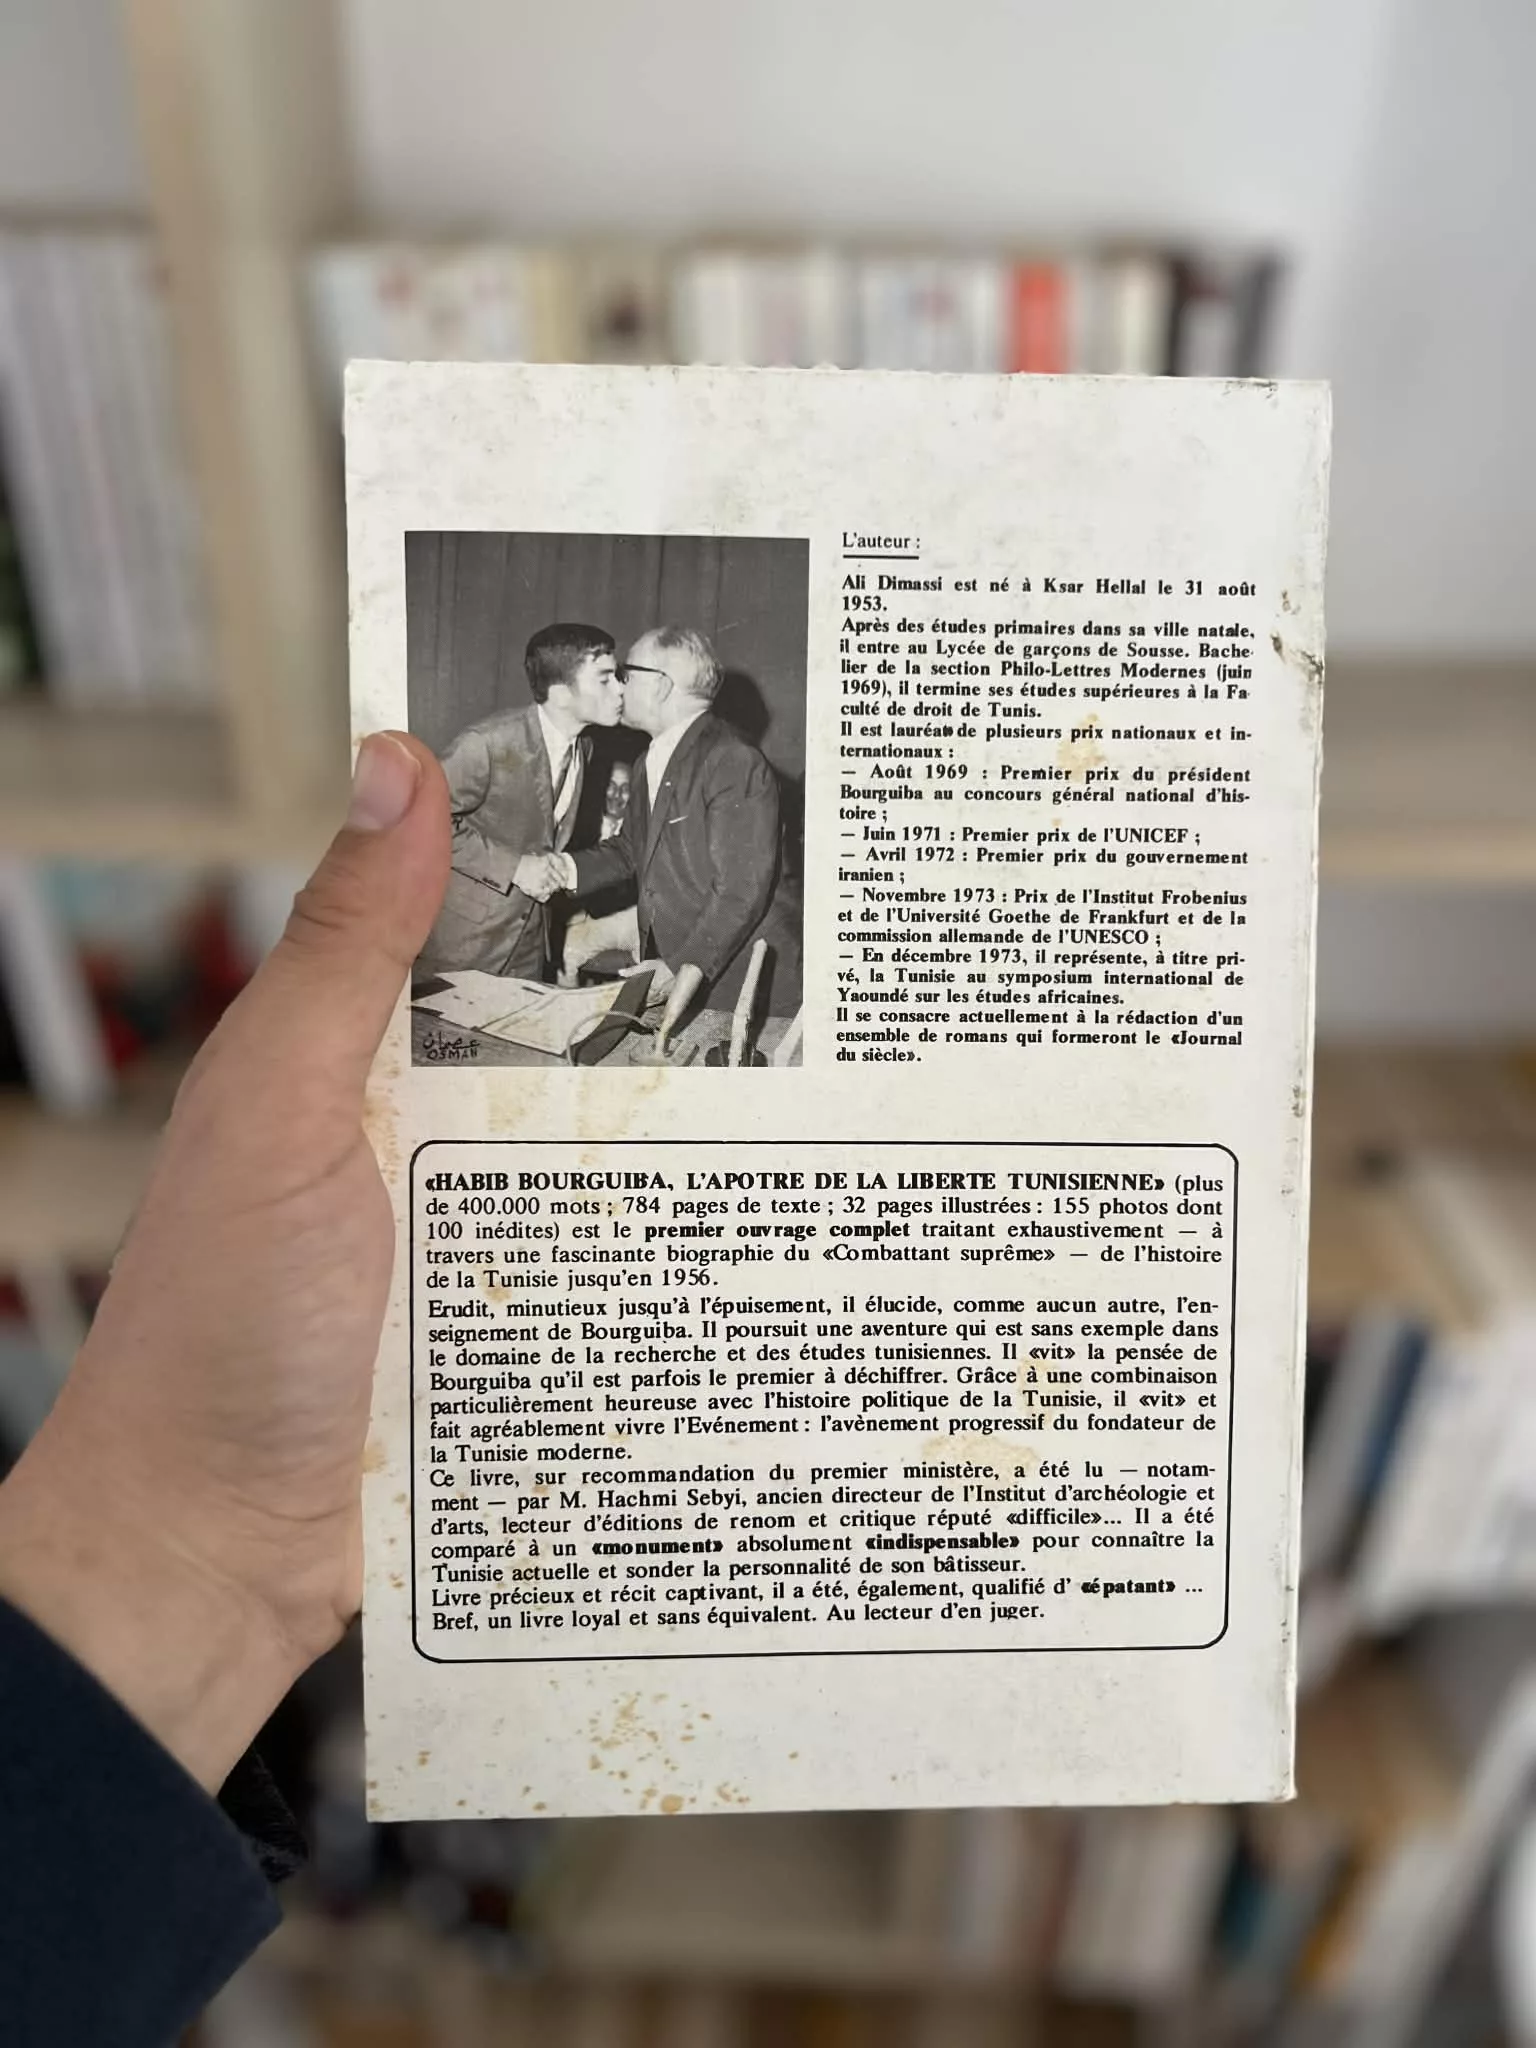 عصمان
OSMAN
L'auteur :
Ali Dimassi est né à Ksar Hellal le 31 août
1953.
Après des études primaires dans sa ville natale,
il entre au Lycée de garçons de Sousse. Bache-
lier de la section Philo-Lettres Modernes (juin
1969), il termine ses études supérieures à la Fa-
culté de droit de Tunis.
Il est lauréat de plusieurs prix nationaux et in-
ternationaux :
— Août 1969 : Premier prix du président
Bourguiba au concours général national d'his-
toire ;
— Juin 1971 : Premier prix de l'UNICEF ;
— Avril 1972 : Premier prix du gouvernement
iranien ;
— Novembre 1973 : Prix de l'Institut Frobenius
et de l'Université Goethe de Frankfurt et de la
commission allemande de l'UNESCO ;
— En décembre 1973, il représente, à titre pri-
vé, la Tunisie au symposium international de
Yaoundé sur les études africaines.
Il se consacre actuellement à la rédaction d'un
ensemble de romans qui formeront le «Journal
du siècle».
«HABIB BOURGUIBA, L'APOTRE DE LA LIBERTE TUNISIENNE» (plus
de 400.000 mots ; 784 pages de texte ; 32 pages illustrées : 155 photos dont
100 inédites) est le premier ouvrage complet traitant exhaustivement — à
travers une fascinante biographie du «Combattant suprême» — de l'histoire
de la Tunisie jusqu'en 1956.
Erudit, minutieux jusqu'à l'épuisement, il élucide, comme aucun autre, l'en-
seignement de Bourguiba. Il poursuit une aventure qui est sans exemple dans
le domaine de la recherche et des études tunisiennes. Il «vit» la pensée de
Bourguiba qu'il est parfois le premier à déchiffrer. Grâce à une combinaison
particulièrement heureuse avec l'histoire politique de la Tunisie, il «vit» et
fait agréablement vivre l'Evénement : l'avènement progressif du fondateur de
la Tunisie moderne.
Ce livre, sur recommandation du premier ministère, a été lu — notam-
ment — par M. Hachmi Sebyi, ancien directeur de l'Institut d'archéologie et
d'arts, lecteur d'éditions de renom et critique réputé «difficile»... Il a été
comparé à un «monument» absolument «indispensable» pour connaître la
Tunisie actuelle et sonder la personnalité de son bâtisseur.
Livre précieux et récit captivant, il a été, également, qualifié d' «épatant» ...
Bref, un livre loyal et sans équivalent. Au lecteur d'en juger.